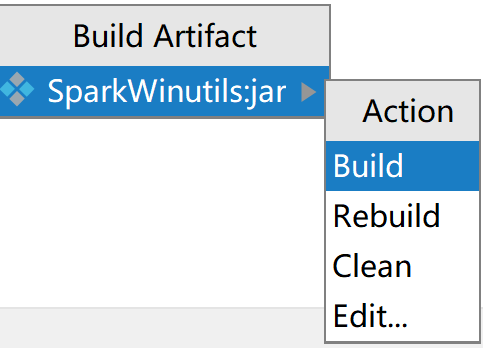 Build Artifact
SparkWinutils:jar
Action
Build
Rebuild
Clean
Edit...